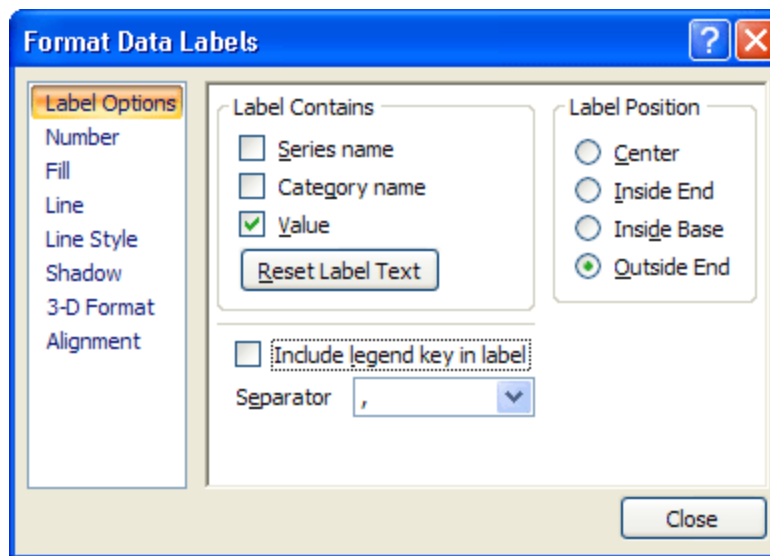 Format Data Labels
?
Label Options
Number
Fill
Line
Line Style
Shadow
3-D Format
Alignment
Label Contains
Series name
Category name
Value
Reset Label Text
Include legend key in label
Separator ,
Label Position
Center
Inside End
Inside Base
Outside End
Close